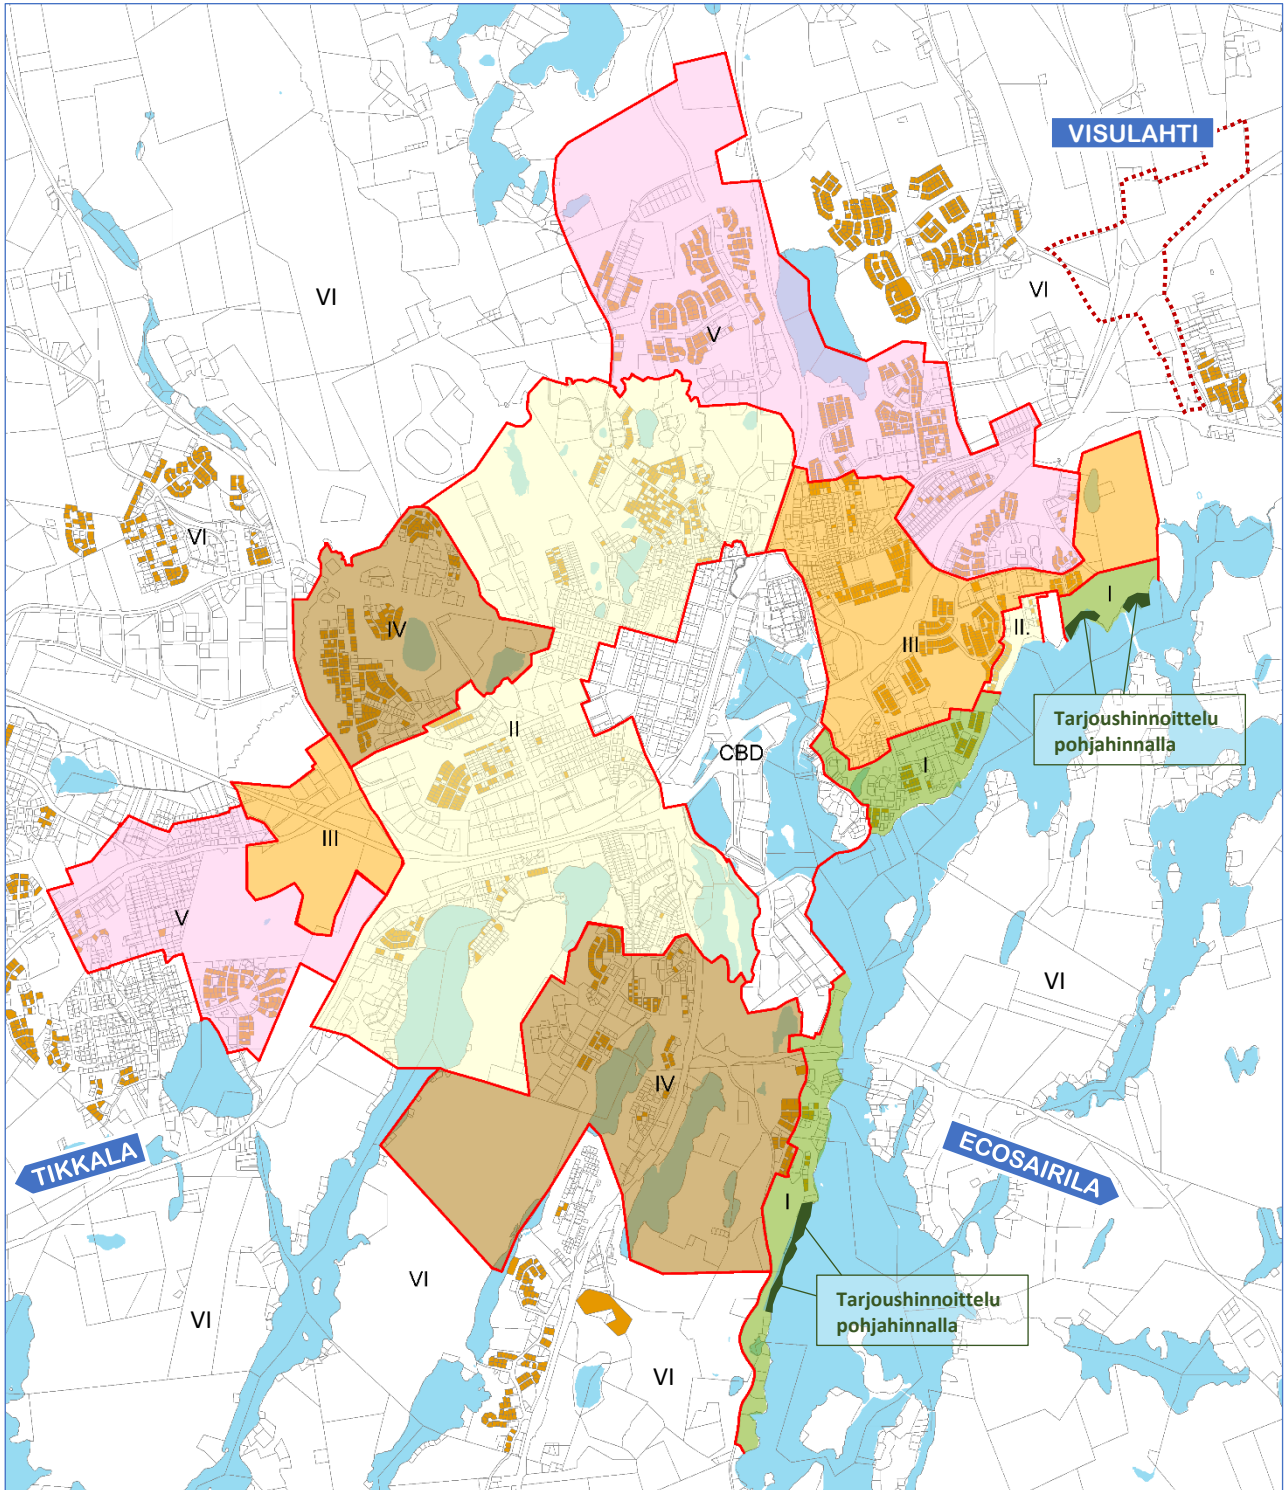 VISULAHTI
VI
VI
V
VI
IV
I
II.
III
Tarjoushinnoittelu
pohjahinnalla
II
CBD
I
III
V
VI
IV
TIKKALA
ECOSAIRILA
I
VI
VI
Tarjoushinnoittelu
pohjahinnalla
VI